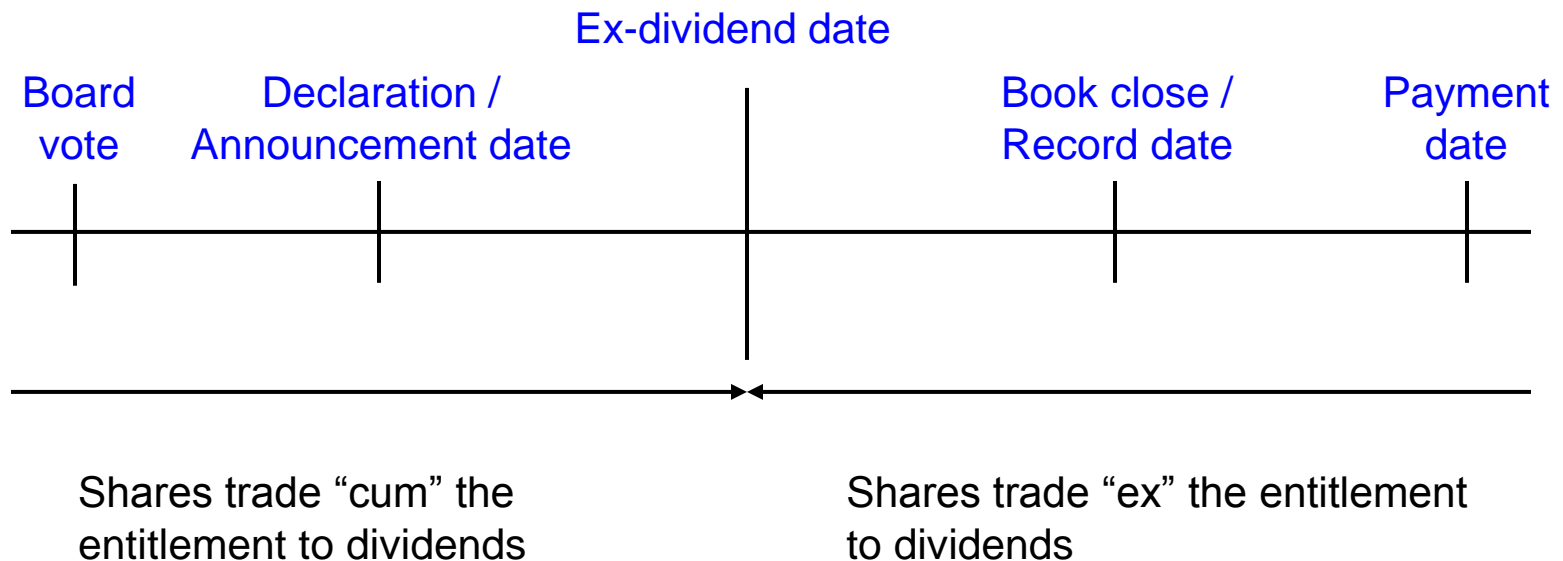 Ex-dividend date
Board
vote
Declaration /
Announcement date
Book close /
Record date
Payment
date
Shares trade “cum” the
entitlement to dividends
Shares trade “ex” the entitlement
to dividends